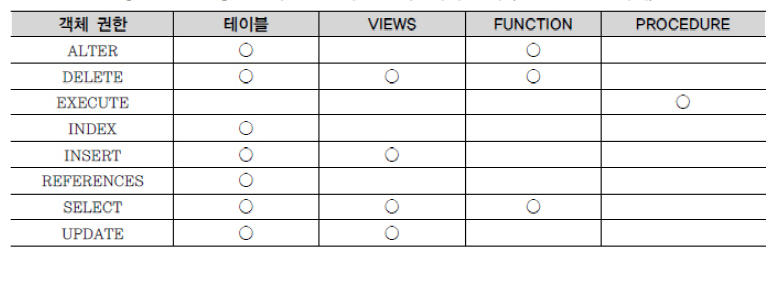 객체 권한 테이블 VIEWS FUNCTION PROCEDURE
ALTER ○ ○
DELETE ○ ○ ○
EXECUTE ○
INDEX ○
INSERT ○ ○
REFERENCES ○
SELECT ○ ○ ○
UPDATE ○ ○